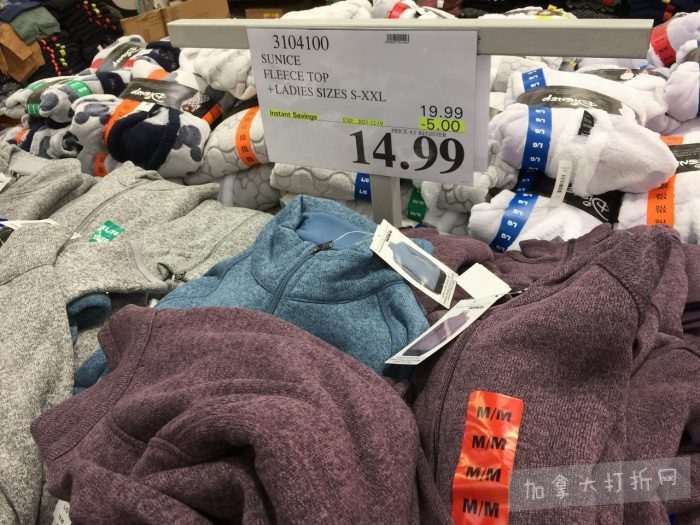 3104100
SUNICE
FLEECE TOP
+LADIES SIZES S-XXL
19.99
Instant Savings
-5.00
14.99
M/M
M/M
M/M
M/M
Disney
L/G
L/G
L/G
加拿大打折网